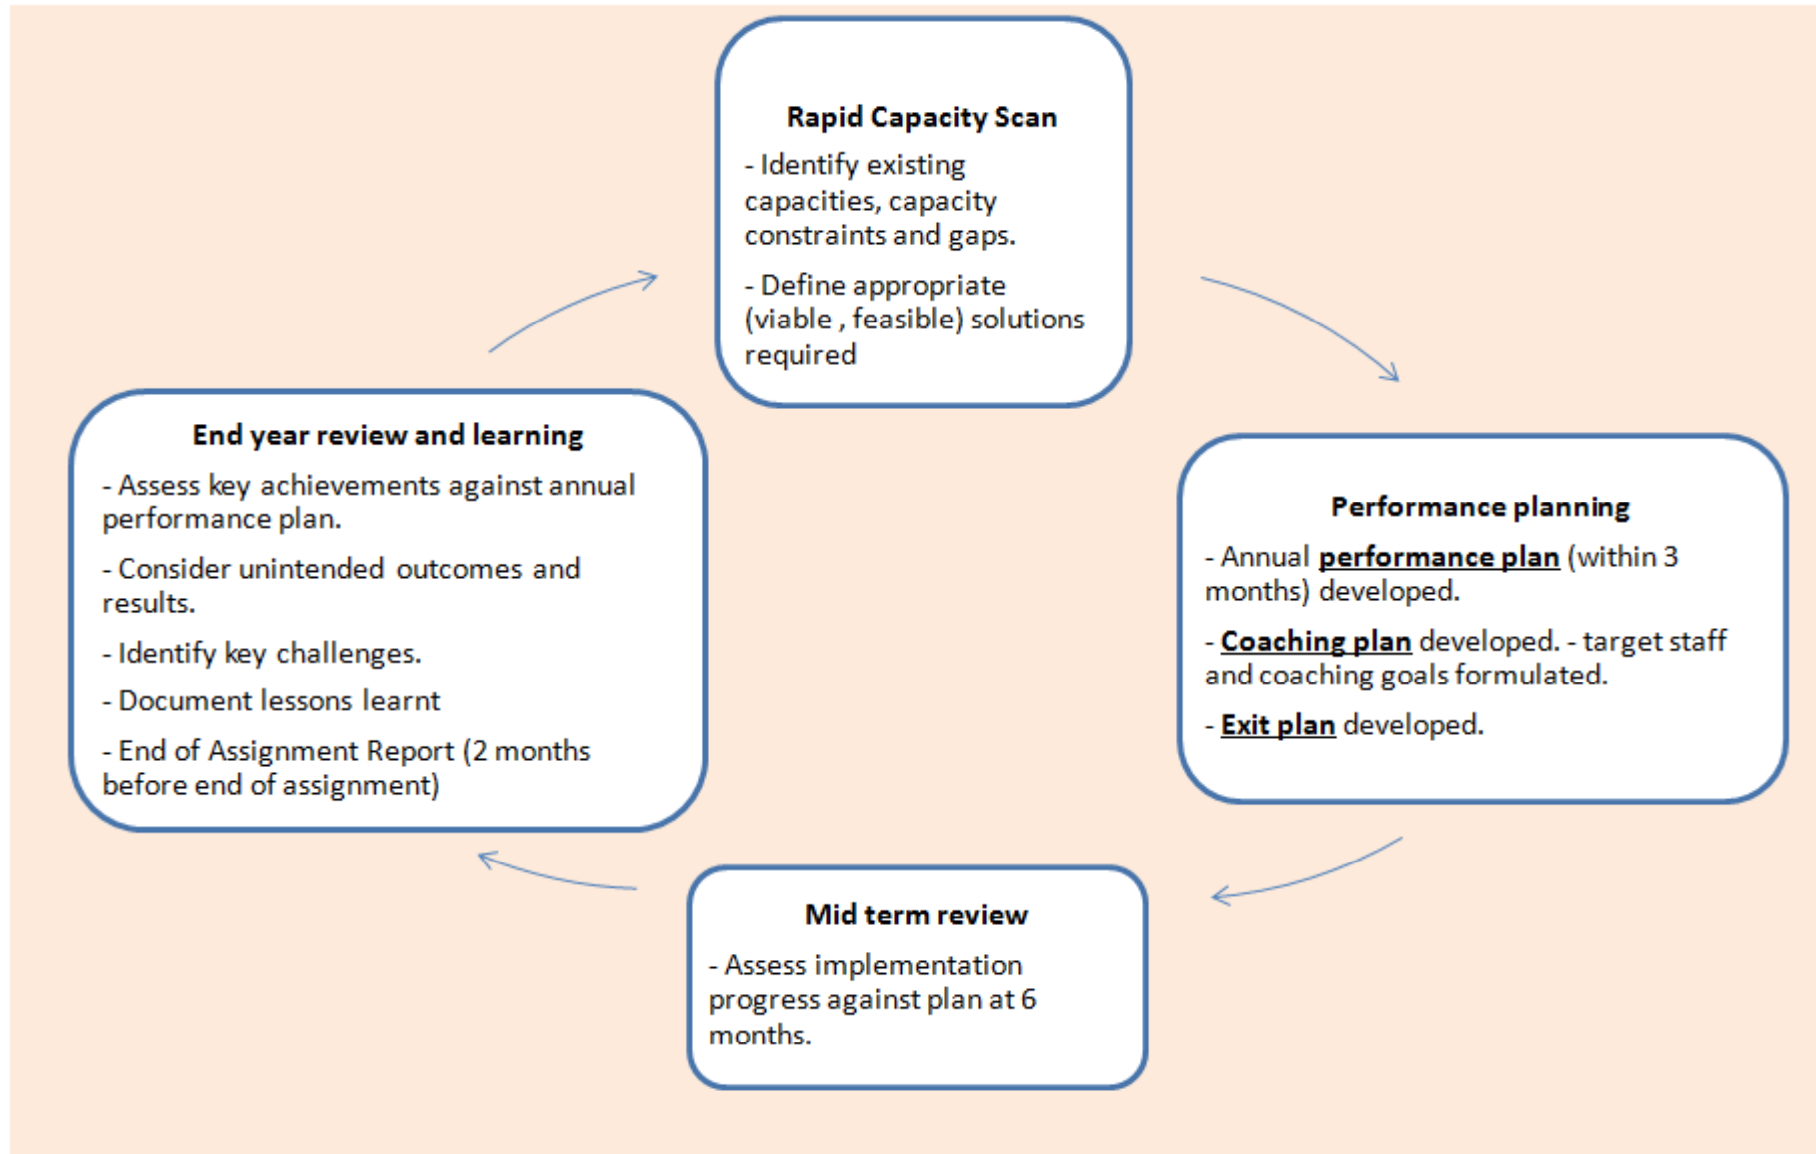 Rapid Capacity Scan
- Identify existing
capacities, capacity
constraints and gaps.
- Define appropriate
(viable , feasible) solutions
required
Performance planning
- Annual performance plan (within 3
months) developed.
- Coaching plan developed. - target staff
and coaching goals formulated.
- Exit plan developed.
Mid term review
- Assess implementation
progress against plan at 6
months.
End year review and learning
- Assess key achievements against annual
performance plan.
- Consider unintended outcomes and
results.
- Identify key challenges.
- Document lessons learnt
- End of Assignment Report (2 months
before end of assignment)